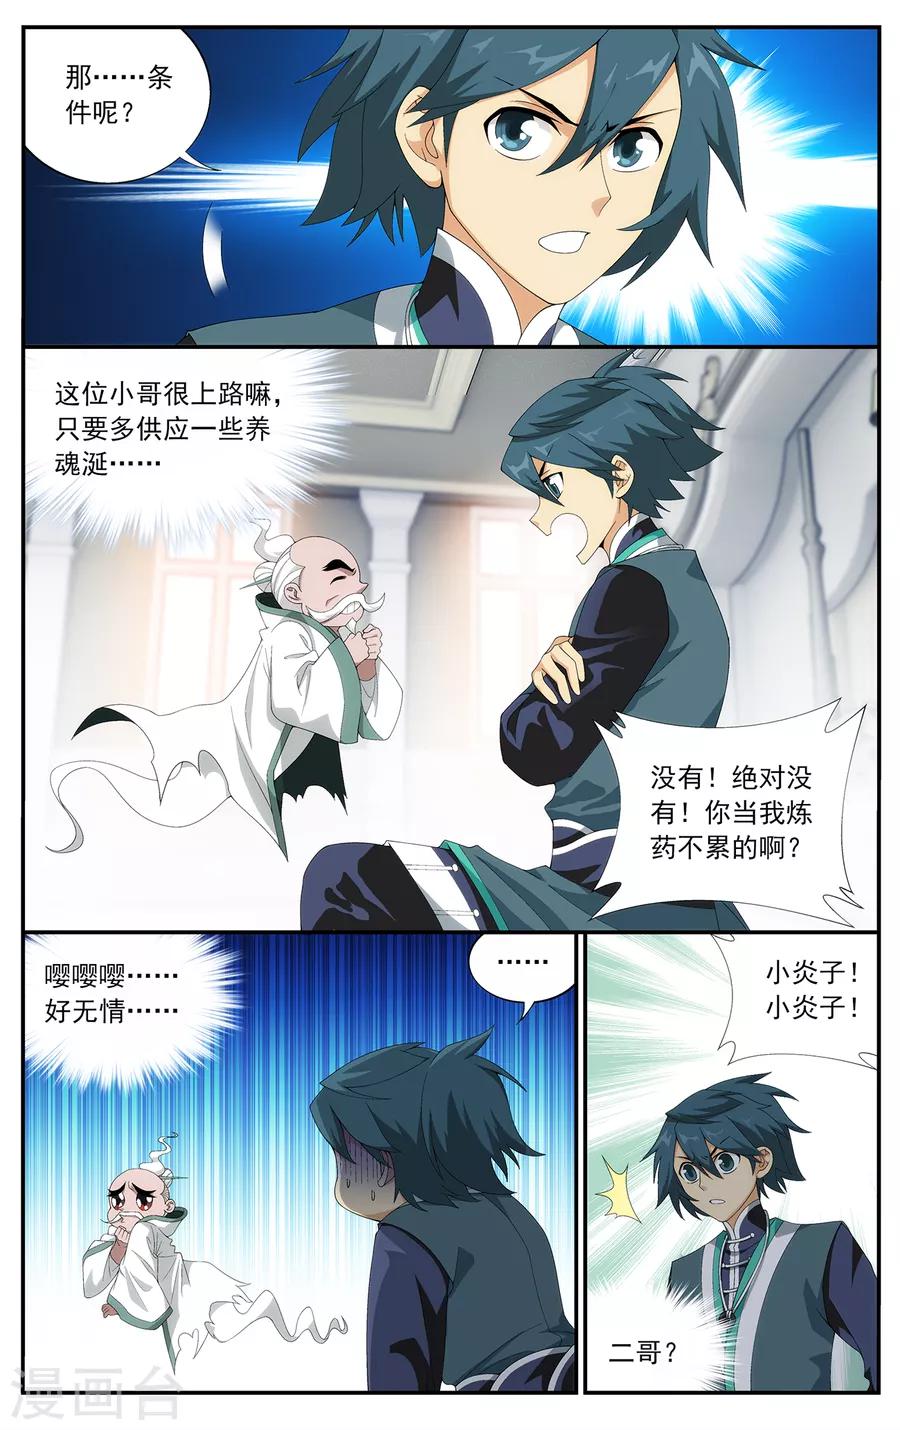 那⋯⋯条
件呢？
这位小哥很上路嘛，
只要多供应一些养
魂涎⋯⋯
没有！绝对没
有！你当我炼
药不累的啊？
嘤嘤嘤⋯⋯
好无情⋯⋯
⋯⋯
小炎子！
小炎子！
二哥？
漫画台